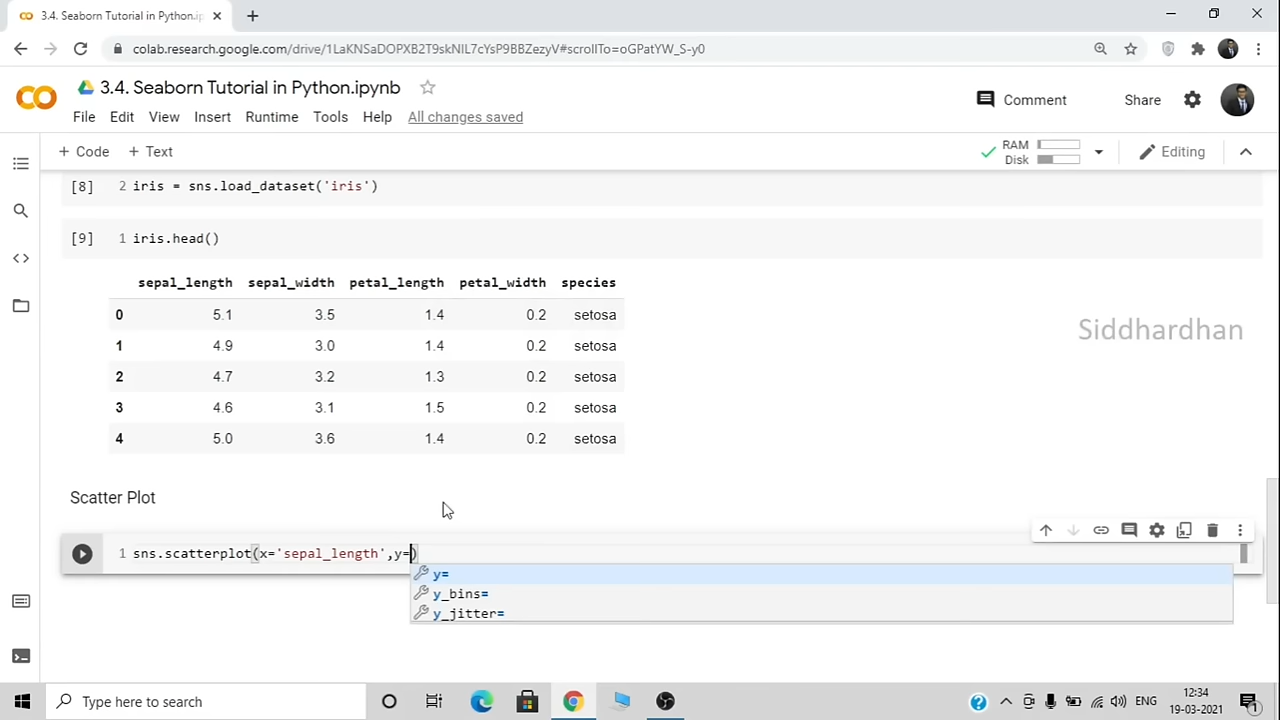 3.4. Seaborn Tutorial in Python.ip
colab.research.google.com/drive/1LaKNSaDOPXB2T9skNIL7cYsP9BBZezyV#scrollTo=oGPatYW_S-y0
3.4. Seaborn Tutorial in Python.ipynb
Comment
Share
File Edit View Insert Runtime Tools Help All changes saved
+ Code + Text
RAM
Disk
Editing
[8] 2 iris = sns.load_dataset('iris')
[9] 1 iris.head()
sepal_length sepal_width petal_length petal_width species
0 5.1 3.5 1.4 0.2 setosa
1 4.9 3.0 1.4 0.2 setosa
2 4.7 3.2 1.3 0.2 setosa
3 4.6 3.1 1.5 0.2 setosa
4 5.0 3.6 1.4 0.2 setosa
Siddhardhan
Scatter Plot
1 sns.scatterplot(x='sepal_length',y=)
y=
y_bins=
y_jitter=
Type here to search
ENG
12:34
19-03-2021
1